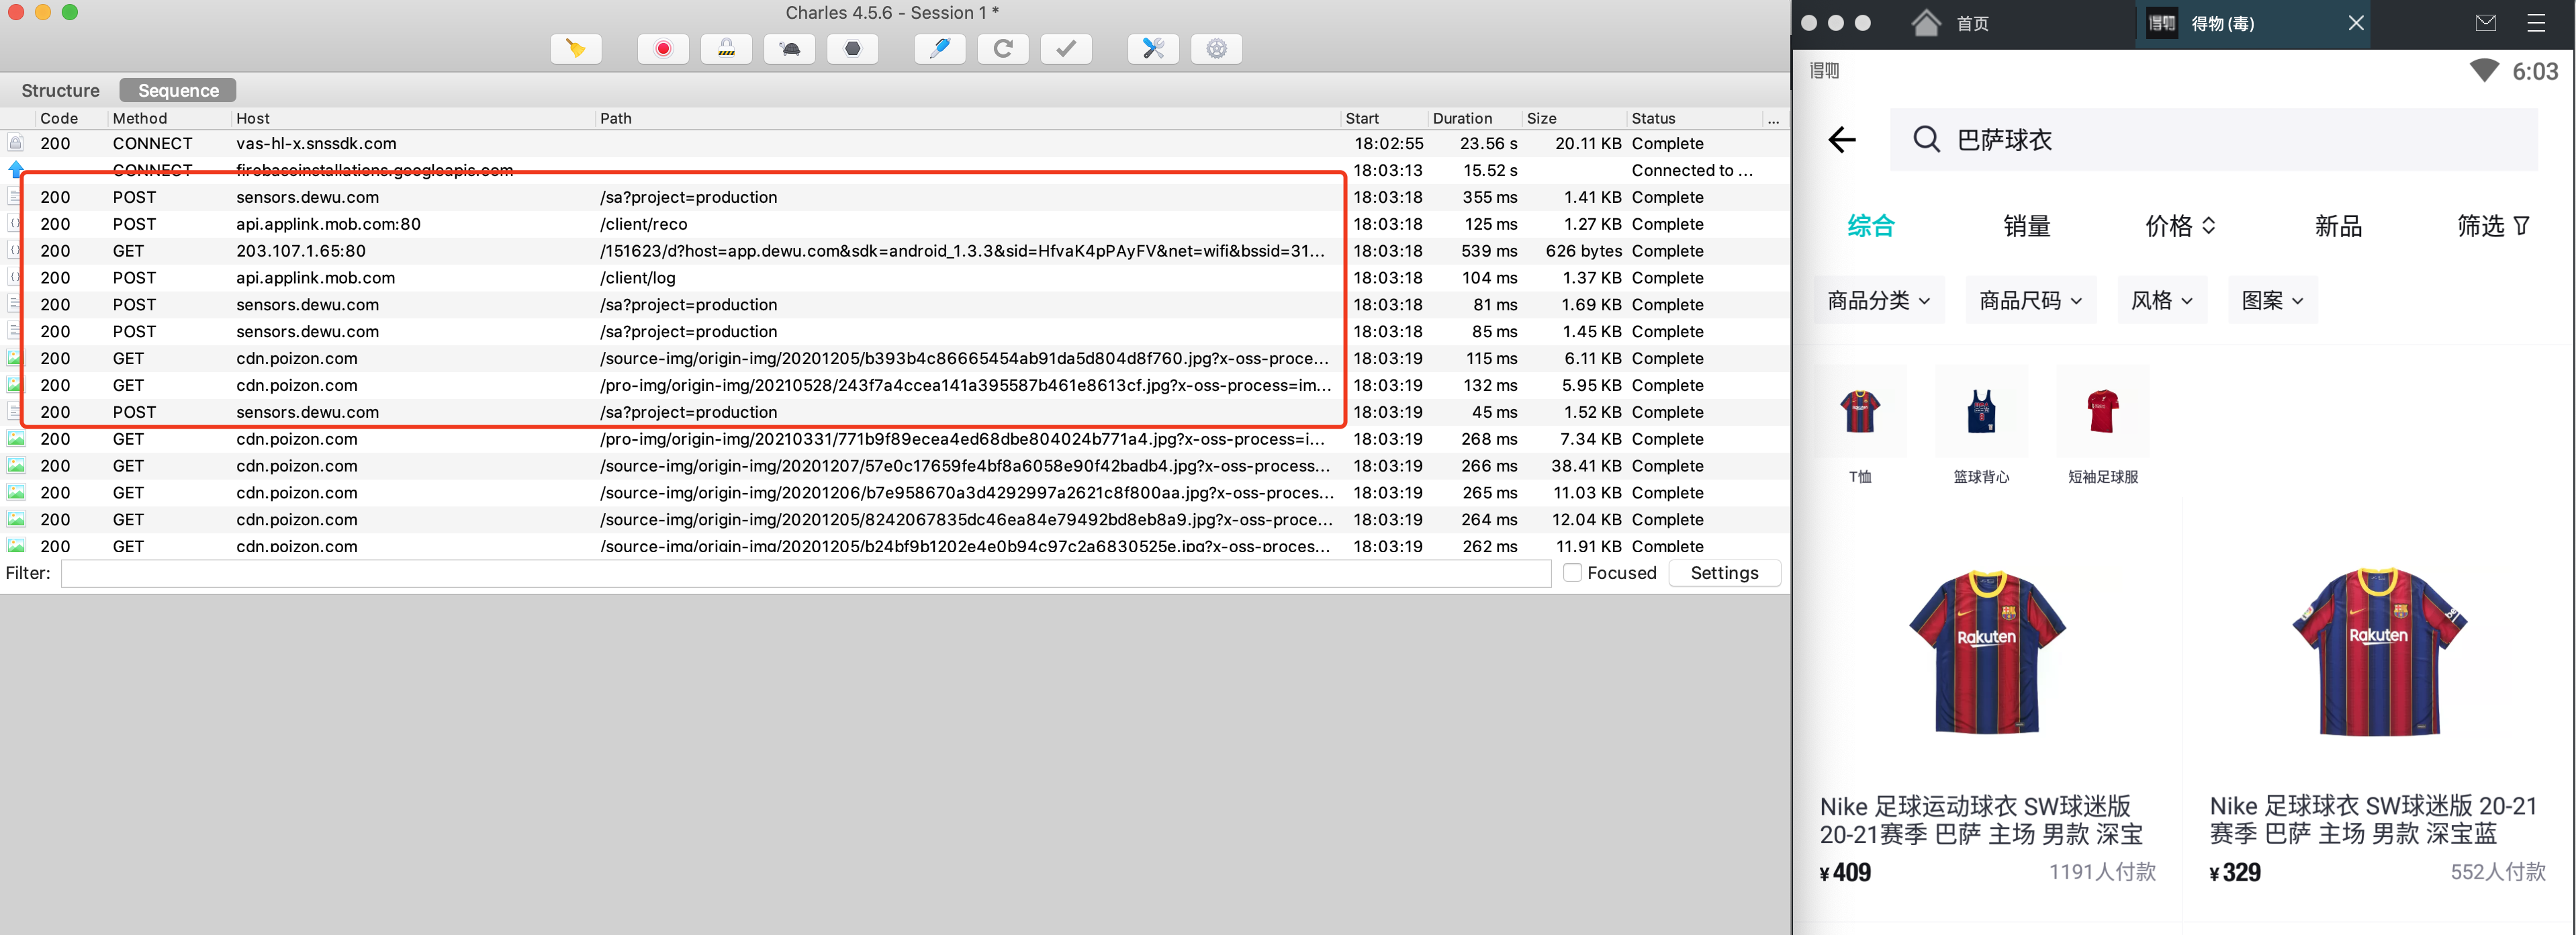 Charles 4.5.6 - Session 1 *
Structure Sequence
Code Method Host Path Start Duration Size Status ...
200 CONNECT vas-hl-x.snssdk.com 18:02:55 23.56 s 20.11 KB Complete
CONNECT firebaseinstallations.googleapis.com 18:03:13 15.52 s Connected to ...
200 POST sensors.dewu.com /sa?project=production 18:03:18 355 ms 1.41 KB Complete
200 POST api.applink.mob.com:80 /client/reco 18:03:18 125 ms 1.27 KB Complete
200 GET 203.107.1.65:80 /151623/d?host=app.dewu.com&sdk=android_1.3.3&sid=HfvaK4pPAyFV&net=wifi&bssid=31... 18:03:18 539 ms 626 bytes Complete
200 POST api.applink.mob.com /client/log 18:03:18 104 ms 1.37 KB Complete
200 POST sensors.dewu.com /sa?project=production 18:03:18 81 ms 1.69 KB Complete
200 POST sensors.dewu.com /sa?project=production 18:03:18 85 ms 1.45 KB Complete
200 GET cdn.poizon.com /source-img/origin-img/20201205/b393b4c86665454ab91da5d804d8f760.jpg?x-oss-proce... 18:03:19 115 ms 6.11 KB Complete
200 GET cdn.poizon.com /pro-img/origin-img/20210528/243f7a4ccea141a395587b461e8613cf.jpg?x-oss-process=im... 18:03:19 132 ms 5.95 KB Complete
200 POST sensors.dewu.com /sa?project=production 18:03:19 45 ms 1.52 KB Complete
200 GET cdn.poizon.com /pro-img/origin-img/20210331/771b9f89ecea4ed68dbe804024b771a4.jpg?x-oss-process=i... 18:03:19 268 ms 7.34 KB Complete
200 GET cdn.poizon.com /source-img/origin-img/20201207/57e0c17659fe4bf8a6058e90f42badb4.jpg?x-oss-process... 18:03:19 266 ms 38.41 KB Complete
200 GET cdn.poizon.com /source-img/origin-img/20201206/b7e958670a3d4292997a2621c8f800aa.jpg?x-oss-proces... 18:03:19 265 ms 11.03 KB Complete
200 GET cdn.poizon.com /source-img/origin-img/20201205/8242067835dc46ea84e79492bd8eb8a9.jpg?x-oss-proce... 18:03:19 264 ms 12.04 KB Complete
200 GET cdn.poizon.com /source-img/origin-img/20201205/b24bf9b1202e4e0b94c97c2a6830525e.jpg?x-oss-proces... 18:03:19 262 ms 11.91 KB Complete
Filter: Focused Settings
首页 得物 得物 (毒)
得物 6:03
巴萨球衣
综合 销量 价格 新品 筛选
商品分类 商品尺码 风格 图案
T恤 篮球背心 短袖足球服
Rakuten Rakuten
Nike 足球运动球衣 SW球迷版
20-21赛季 巴萨 主场 男款 深宝
¥409 1191人付款
Nike 足球球衣 SW球迷版 20-21
赛季 巴萨 主场 男款 深宝蓝
¥329 552人付款